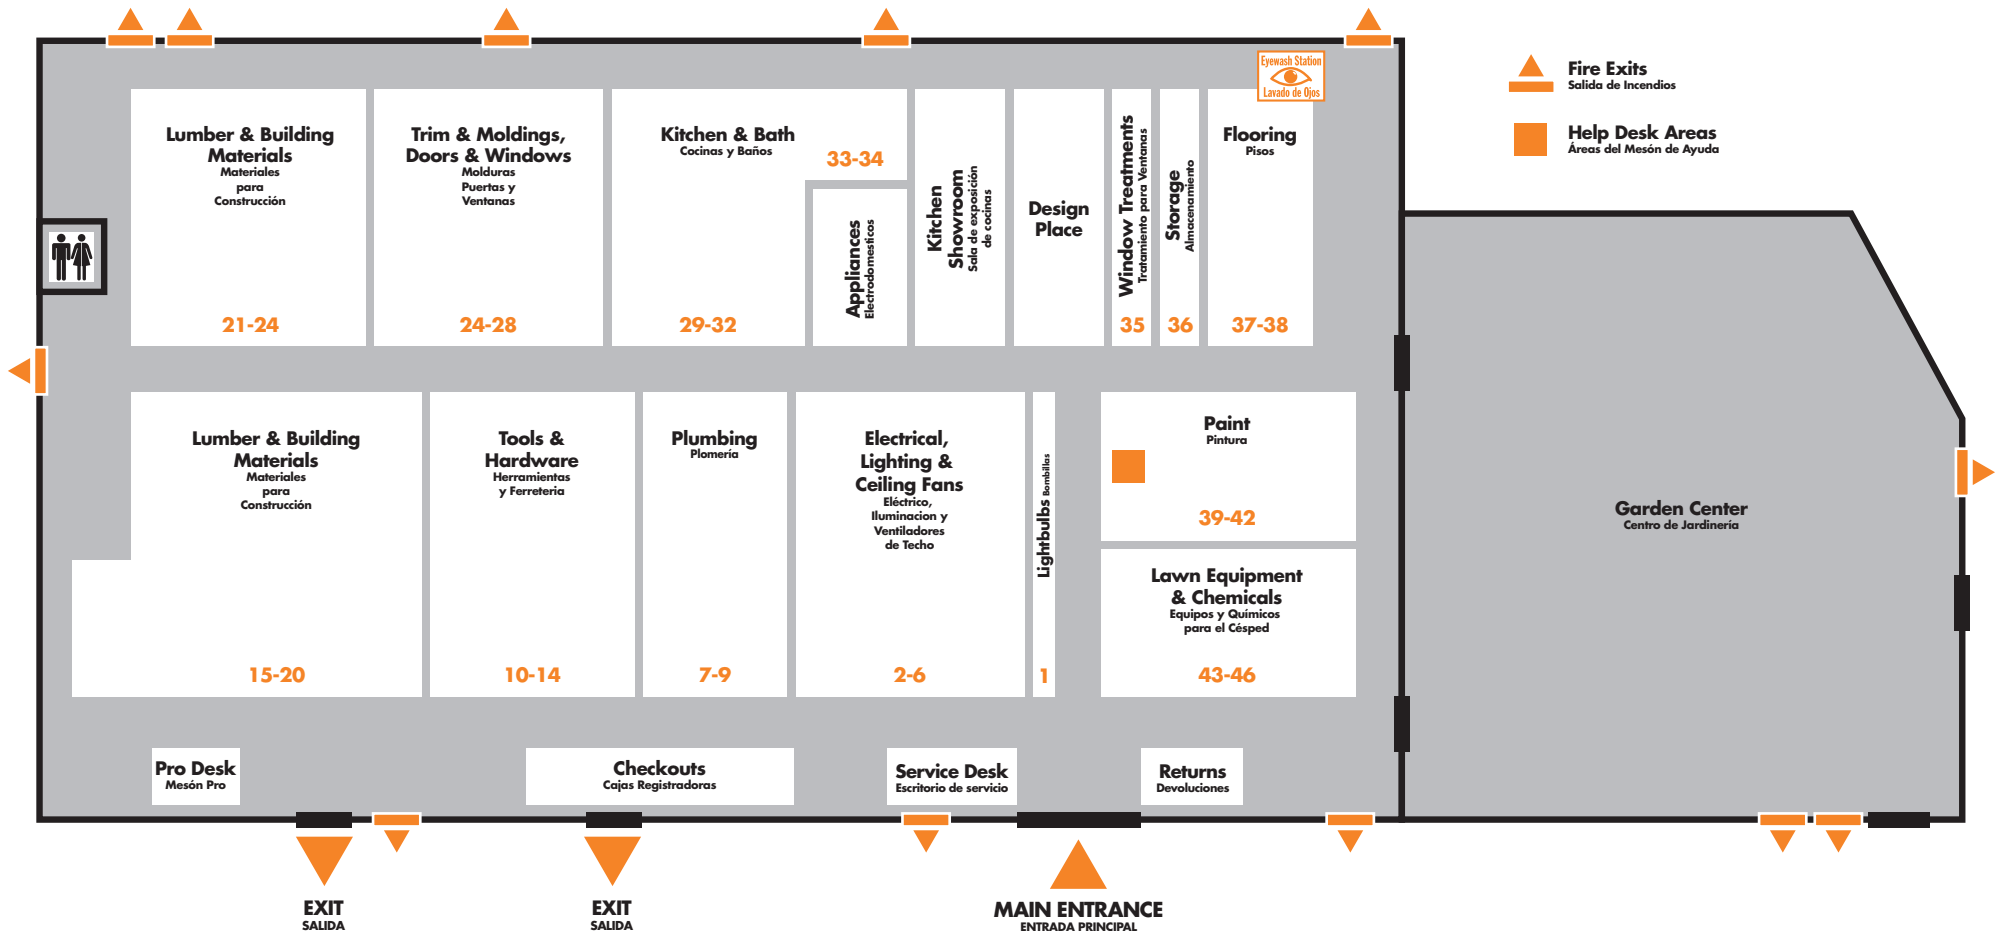 Eyewash Station
Lavado de Ojos
Fire Exits
Salida de Incendios
Help Desk Areas
Áreas del Mesón de Ayuda
Lumber & Building
Materials
Materiales
para
Construcción
21-24
Trim & Moldings,
Doors & Windows
Molduras
Puertas y
Ventanas
24-28
Kitchen & Bath
Cocinas y Baños
33-34
29-32
Appliances
Electrodomesticos
Kitchen
Showroom
Sala de exposición
de cocinas
Design
Place
Window Treatments
Tratamiento para Ventanas
35
Storage
Almacenamiento
36
Flooring
Pisos
37-38
Lumber & Building
Materials
Materiales
para
Construcción
15-20
Tools &
Hardware
Herramientas
y Ferreteria
10-14
Plumbing
Plomería
7-9
Electrical,
Lighting &
Ceiling Fans
Eléctrico,
Iluminacion y
Ventiladores
de Techo
2-6
Lightbulbs Bombillas
1
Paint
Pintura
39-42
Lawn Equipment
& Chemicals
Equipos y Químicos
para el Césped
43-46
Garden Center
Centro de Jardinería
Pro Desk
Mesón Pro
Checkouts
Cajas Registradoras
Service Desk
Escritorio de servicio
Returns
Devoluciones
EXIT
SALIDA
EXIT
SALIDA
MAIN ENTRANCE
ENTRADA PRINCIPAL